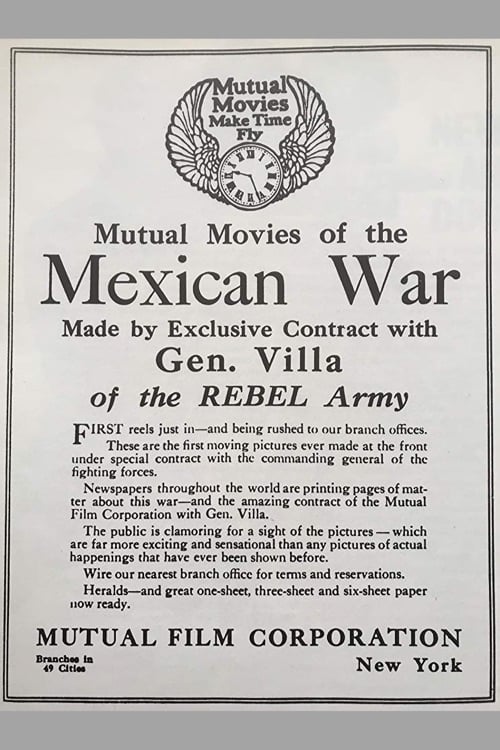 Mutual
Movies
Make Time
Fly
Mutual Movies of the
Mexican War
Made by Exclusive Contract with
Gen. Villa
of the REBEL Army
FIRST reels just in—and being rushed to our branch offices.
These are the first moving pictures ever made at the front
under special contract with the commanding general of the
fighting forces.
Newspapers throughout the world are printing pages of mat-
ter about this war—and the amazing contract of the Mutual
Film Corporation with Gen. Villa.
The public is clamoring for a sight of the pictures—which
are far more exciting and sensational than any pictures of actual
happenings that have ever been shown before.
Wire our nearest branch office for terms and reservations.
Heralds—and great one-sheet, three-sheet and six-sheet paper
now ready.
MUTUAL FILM CORPORATION
Branches in
49 Cities
New York